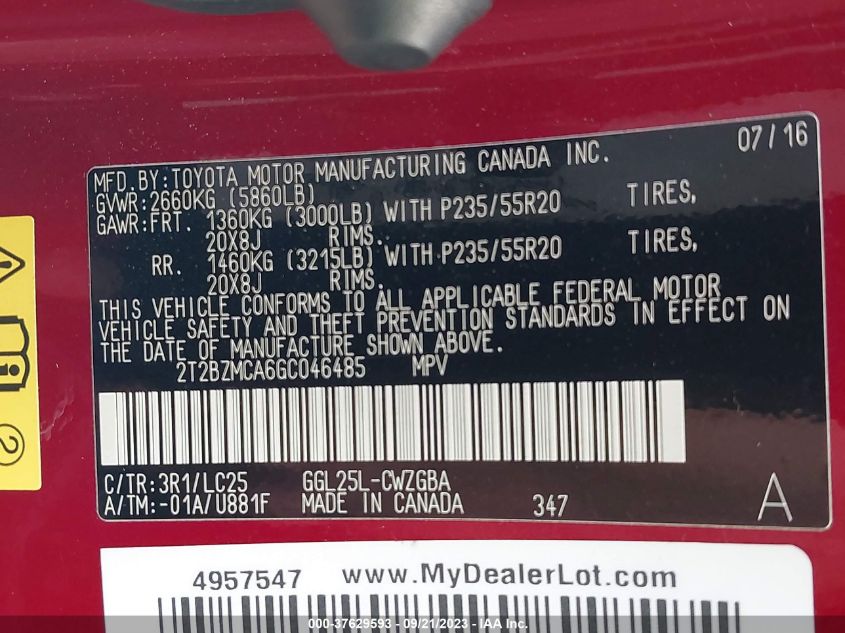 07/16
MFD.BY:TOYOTA MOTOR MANUFACTURING CANADA INC.
GVWR:2660KG (5860LB)
GAWR:FRT. 1360KG (3000LB) WITH P235/55R20 TIRES,
20X8J RIMS.
RR. 1460KG (3215LB) WITH P235/55R20 TIRES,
20X8J RIMS.
THIS VEHICLE CONFORMS TO ALL APPLICABLE FEDERAL MOTOR
VEHICLE SAFETY AND THEFT PREVENTION STANDARDS IN EFFECT ON
THE DATE OF MANUFACTURE SHOWN ABOVE.
2T2BZMCA6GC046485 MPV
C/TR:3R1/LC25 GGL25L-CWZGBA
A/TM:-01A/U881F MADE IN CANADA 347 A
2
4957547 www.MyDealerLot.com
000-37629593 - 09/21/2023 - IAA Inc.